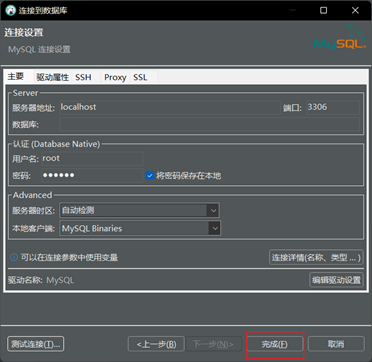 连接到数据库
连接设置
MySQL 连接设置
MySQL
主要 驱动属性 SSH Proxy SSL
Server
服务器地址: localhost 端口: 3306
数据库:
认证 (Database Native)
用户名: root
密码: ●●●●●● 将密码保存在本地
Advanced
服务器时区: 自动检测
本地客户端: MySQL Binaries
可以在连接参数中使用变量 连接详情(名称、类型 ... )
驱动名称: MySQL 编辑驱动设置
测试连接(T)... <上一步(B) 下一步(N)> 完成(F) 取消